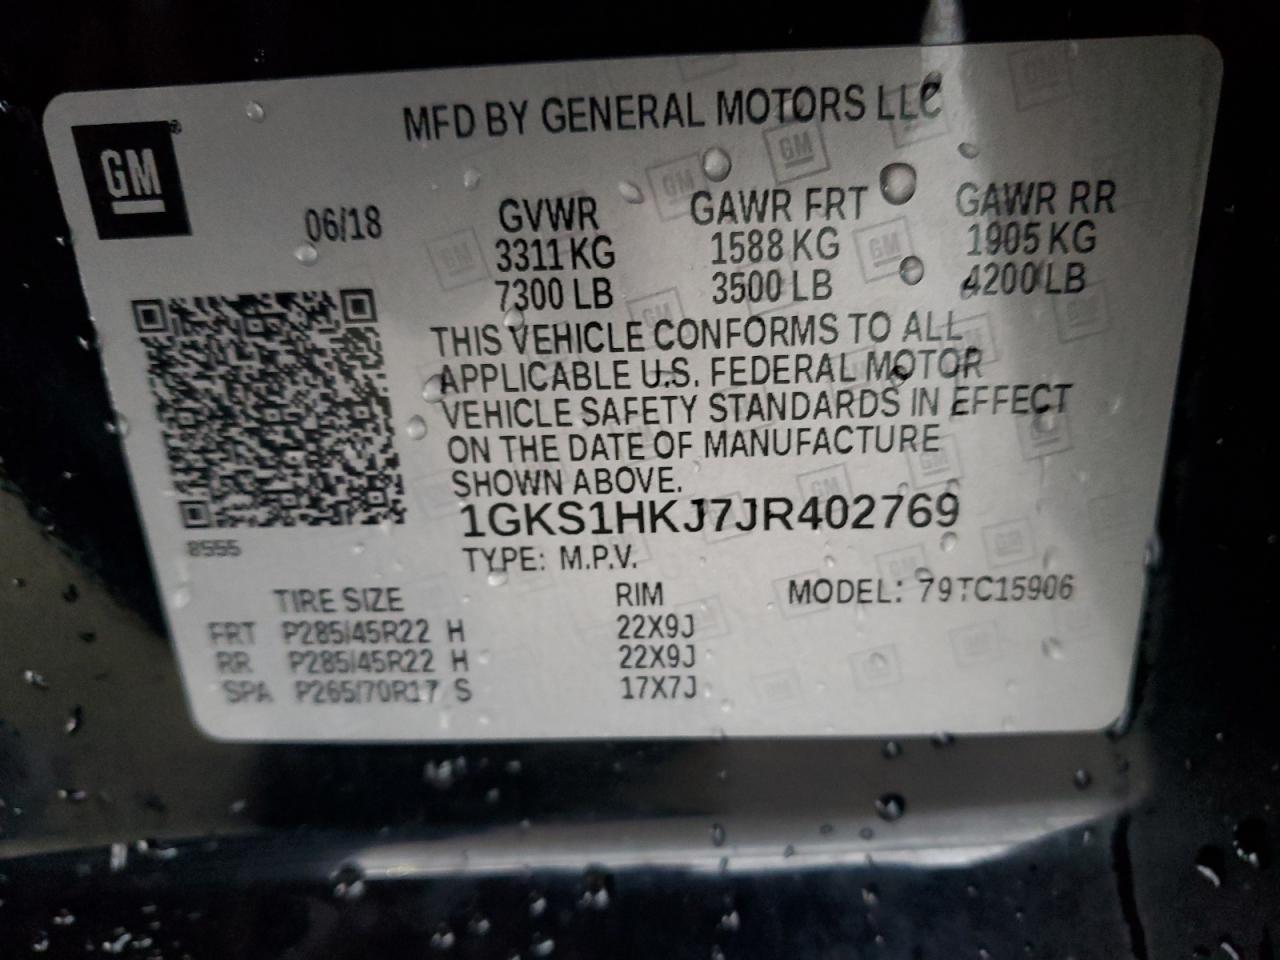 MFD BY GENERAL MOTORS LLC
GM
06/18
GVWR GAWR FRT GAWR RR
3311 KG 1588 KG 1905 KG
7300 LB 3500 LB 4200 LB
THIS VEHICLE CONFORMS TO ALL
APPLICABLE U.S. FEDERAL MOTOR
VEHICLE SAFETY STANDARDS IN EFFECT
ON THE DATE OF MANUFACTURE
SHOWN ABOVE.
1GKS1HKJ7JR402769
8555
TYPE: M.P.V.
TIRE SIZE RIM MODEL: 79TC15906
FRT P285/45R22 H 22X9J
RR P285/45R22 H 22X9J
SPA P265/70R17 S 17X7J